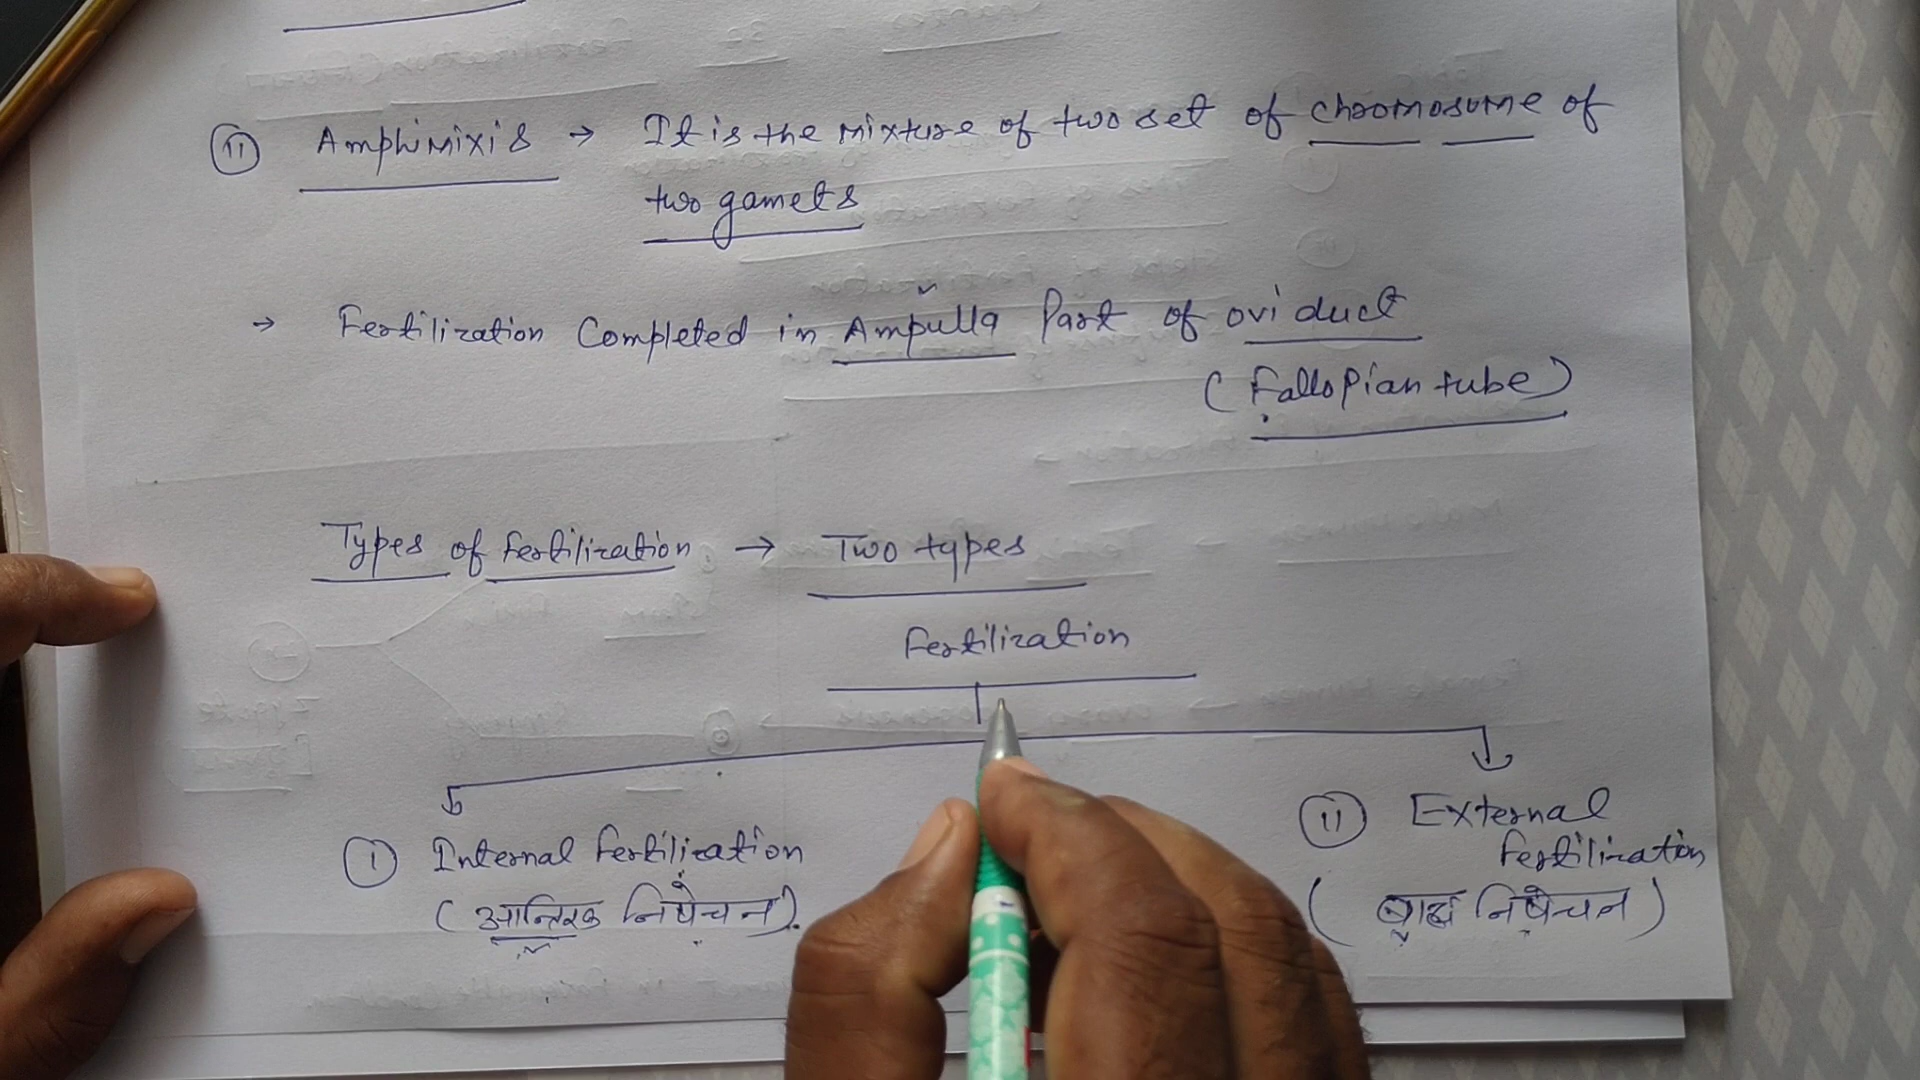 (ii) Amphimixis → It is the mixture of two set of chromosome of
two gamets
→ Fertilization Completed in Ampulla Part of oviduct
(Fallopian tube)
Types of fertilization → Two types
Fertilization
(i) Internal fertilization
(आन्तरिक निषेचन).
(ii) External
fertilization
(बाह्य निषेचन)